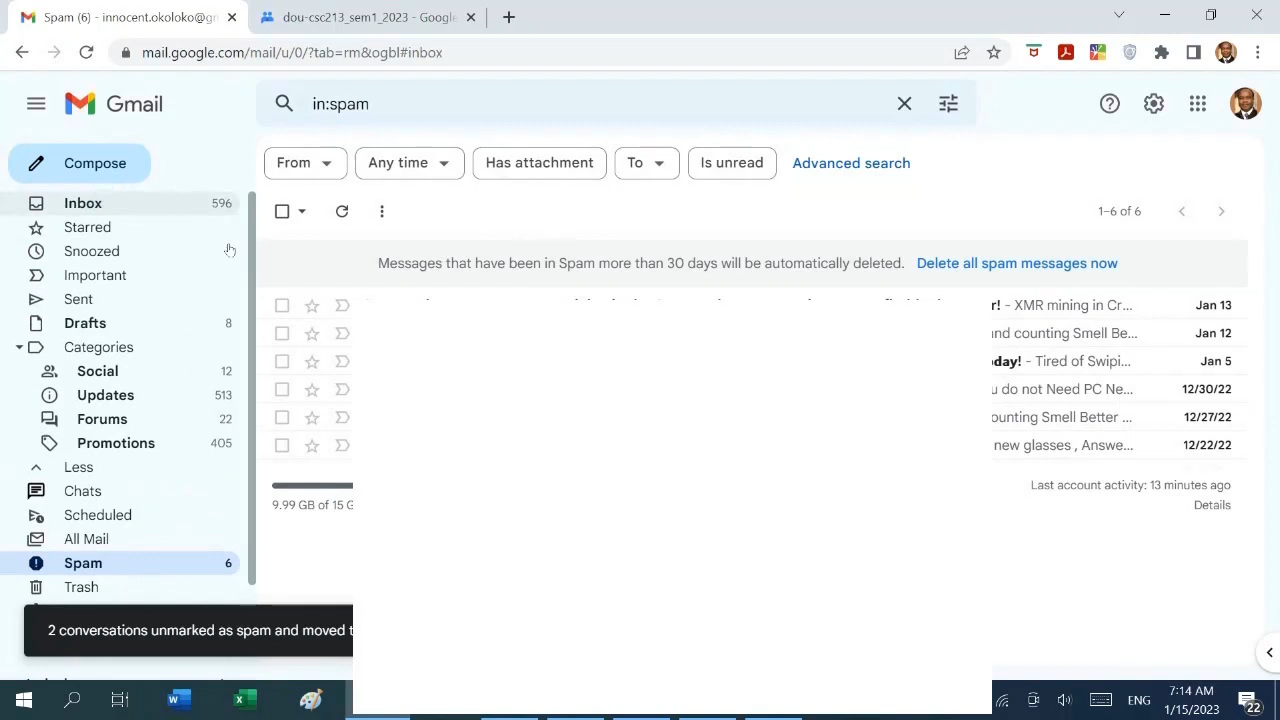 Spam (6) - innocent.okoloko@gm
dou-csc213_sem1_2023 - Google
mail.google.com/mail/u/0/?tab=rm&ogbl#inbox
Gmail
in:spam
Compose
From
Any time
Has attachment
To
Is unread
Advanced search
Inbox 596
1–6 of 6
Starred
Snoozed
Messages that have been in Spam more than 30 days will be automatically deleted. Delete all spam messages now
Important
Sent
r! - XMR mining in Cr... Jan 13
Drafts 8
and counting Smell Be... Jan 12
Categories
oday! - Tired of Swipi... Jan 5
Social 12
u do not Need PC Ne... 12/30/22
Updates 513
ounting Smell Better ... 12/27/22
Forums 22
new glasses , Answe... 12/22/22
Promotions 405
Less
Last account activity: 13 minutes ago
Chats
9.99 GB of 15 G
Details
Scheduled
All Mail
Spam 6
Trash
2 conversations unmarked as spam and moved t
ENG
7:14 AM
1/15/2023
22